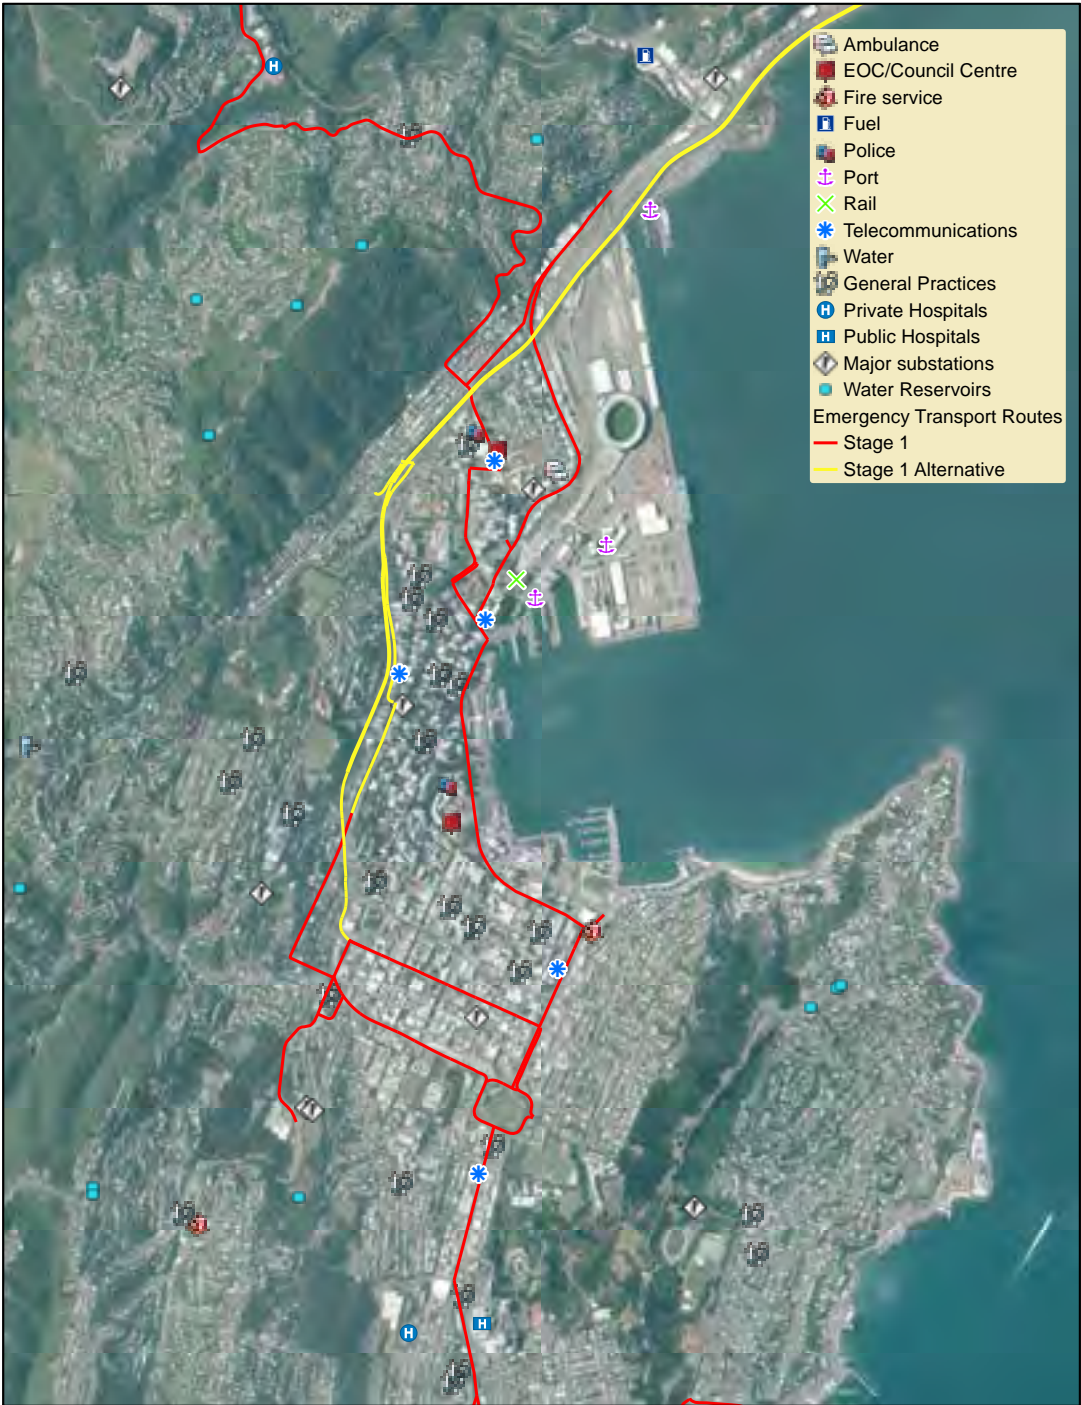 Ambulance
EOC/Council Centre
Fire service
Fuel
Police
Port
Rail
Telecommunications
Water
General Practices
Private Hospitals
Public Hospitals
Major substations
Water Reservoirs
Emergency Transport Routes
Stage 1
Stage 1 Alternative